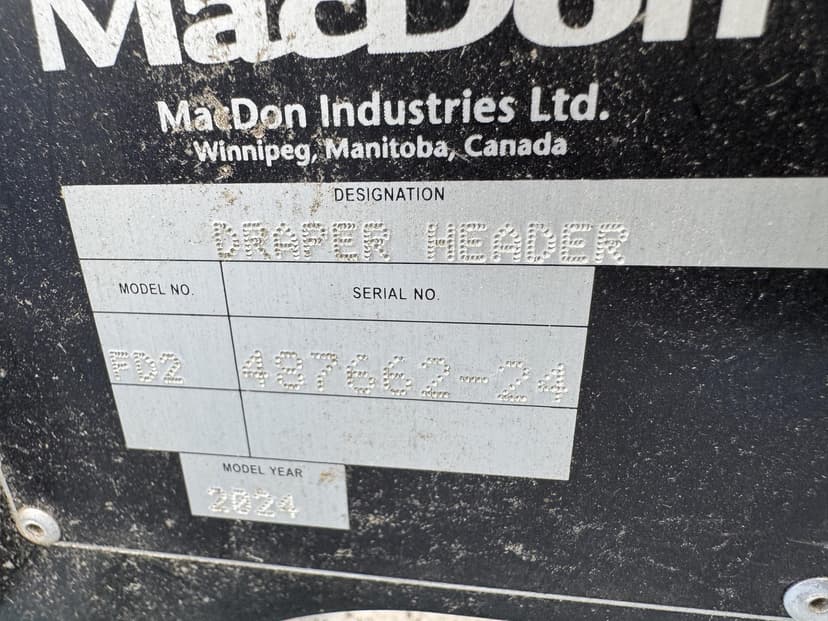 MacDon
MacDon Industries Ltd.
Winnipeg, Manitoba, Canada
DESIGNATION
DRAPER HEADER
MODEL NO. SERIAL NO.
FD2 487662-24
MODEL YEAR
2024